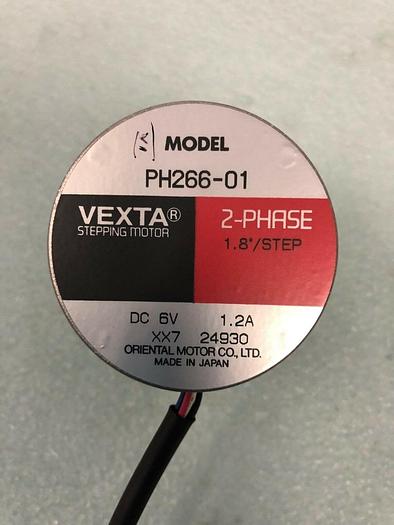 MODEL
PH266-01
VEXTA®
STEPPING MOTOR
2-PHASE
1.8°/STEP
DC 6V 1.2A
XX7 24930
ORIENTAL MOTOR CO., LTD.
MADE IN JAPAN